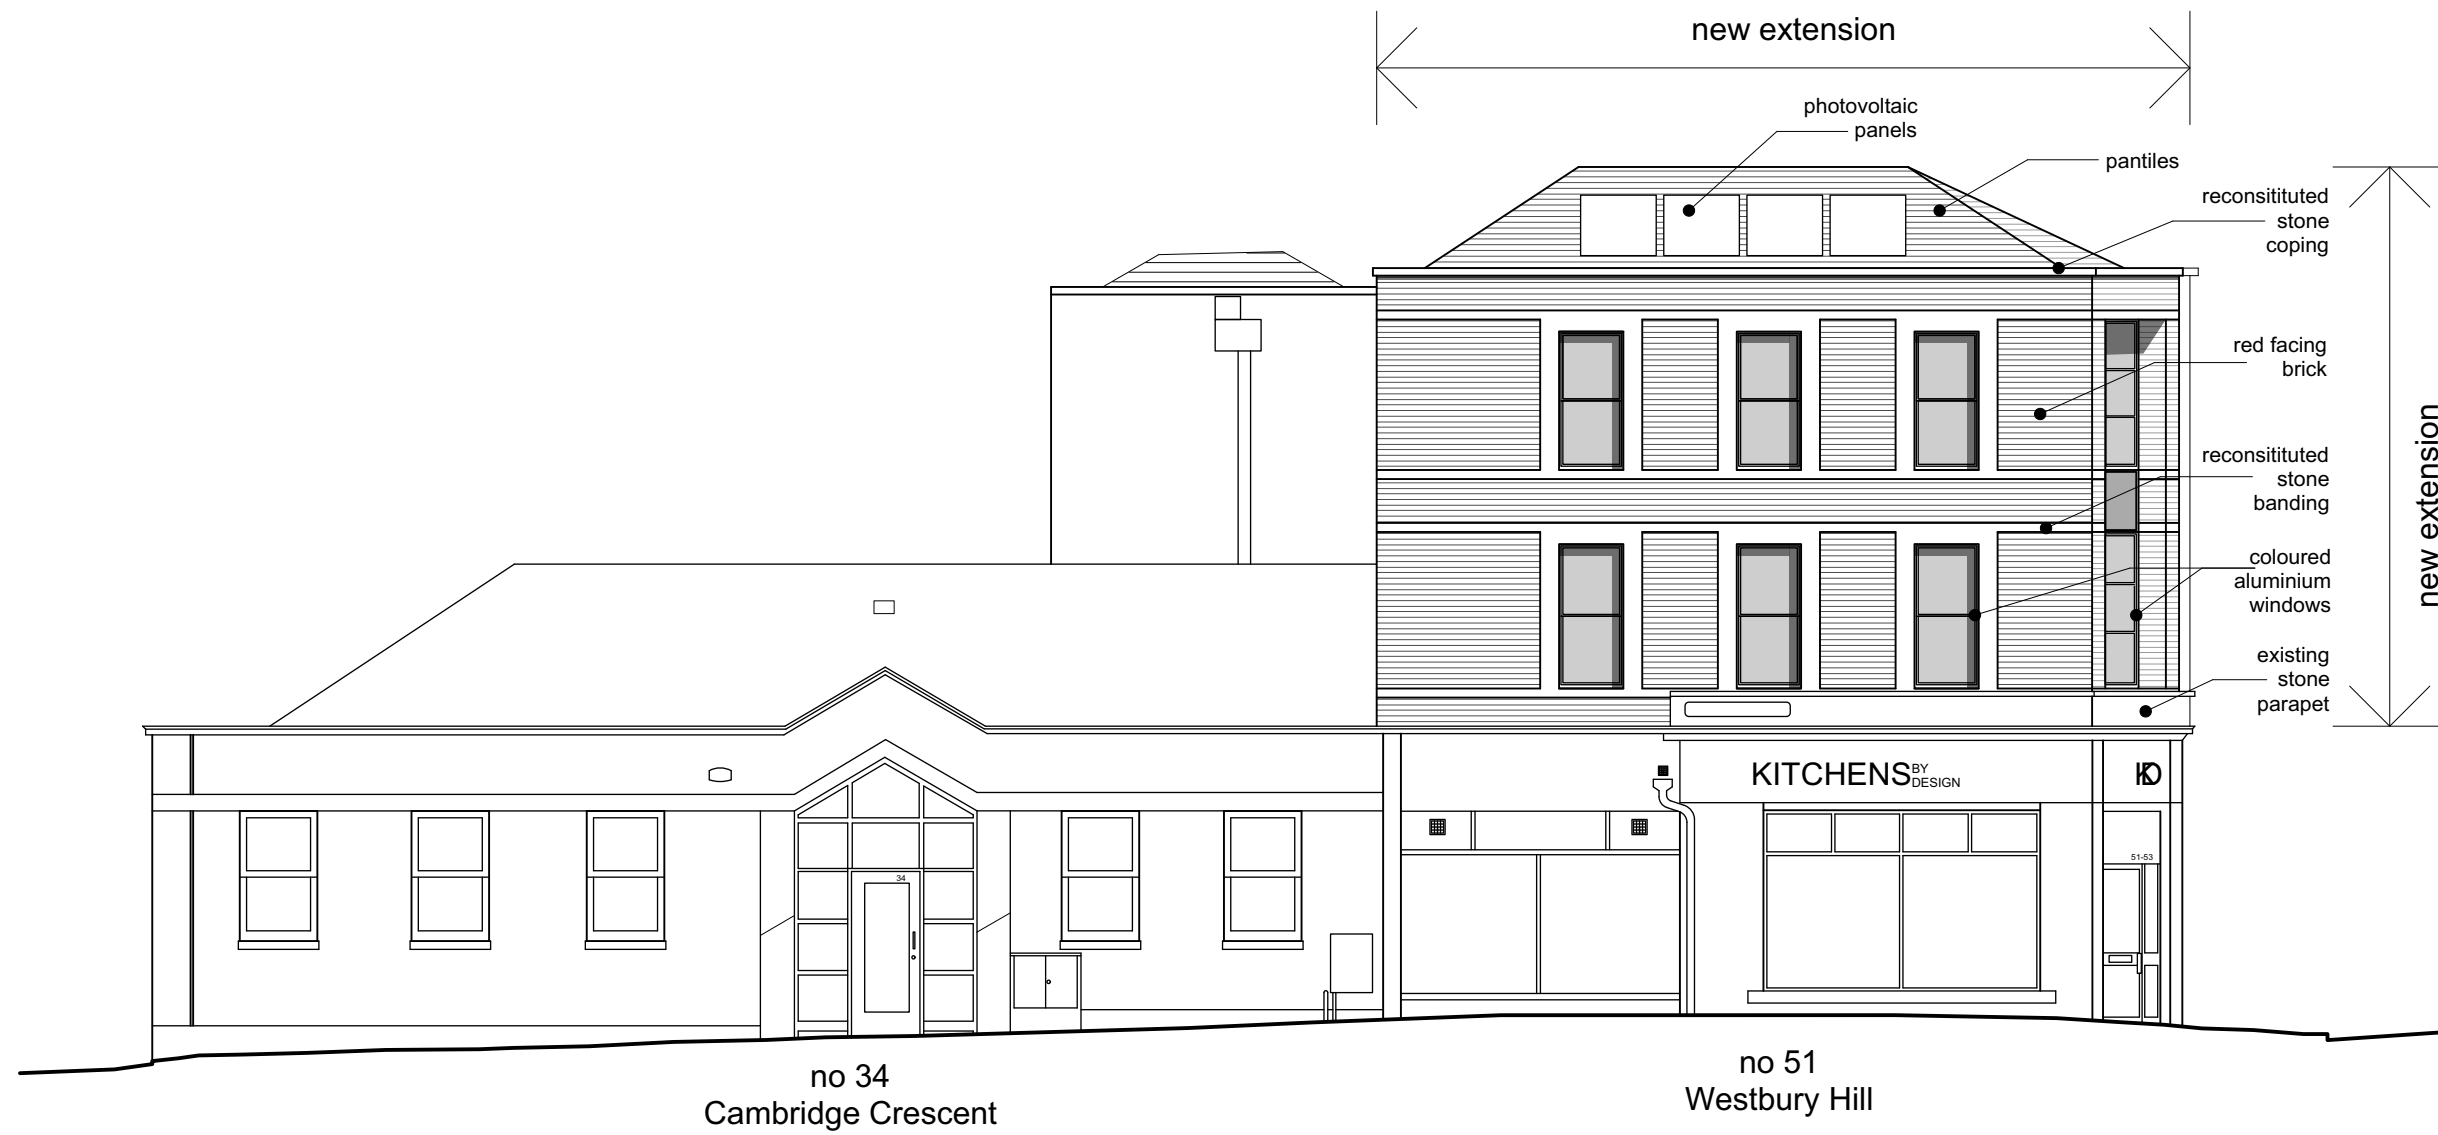 new extension
photovoltaic
panels
pantiles
reconsitituted
stone
coping
red facing
brick
reconsitituted
stone
banding
new extension
coloured
aluminium
windows
existing
stone
parapet
KITCHENS BY
DESIGN
KD
51-53
34
no 34
Cambridge Crescent
no 51
Westbury Hill